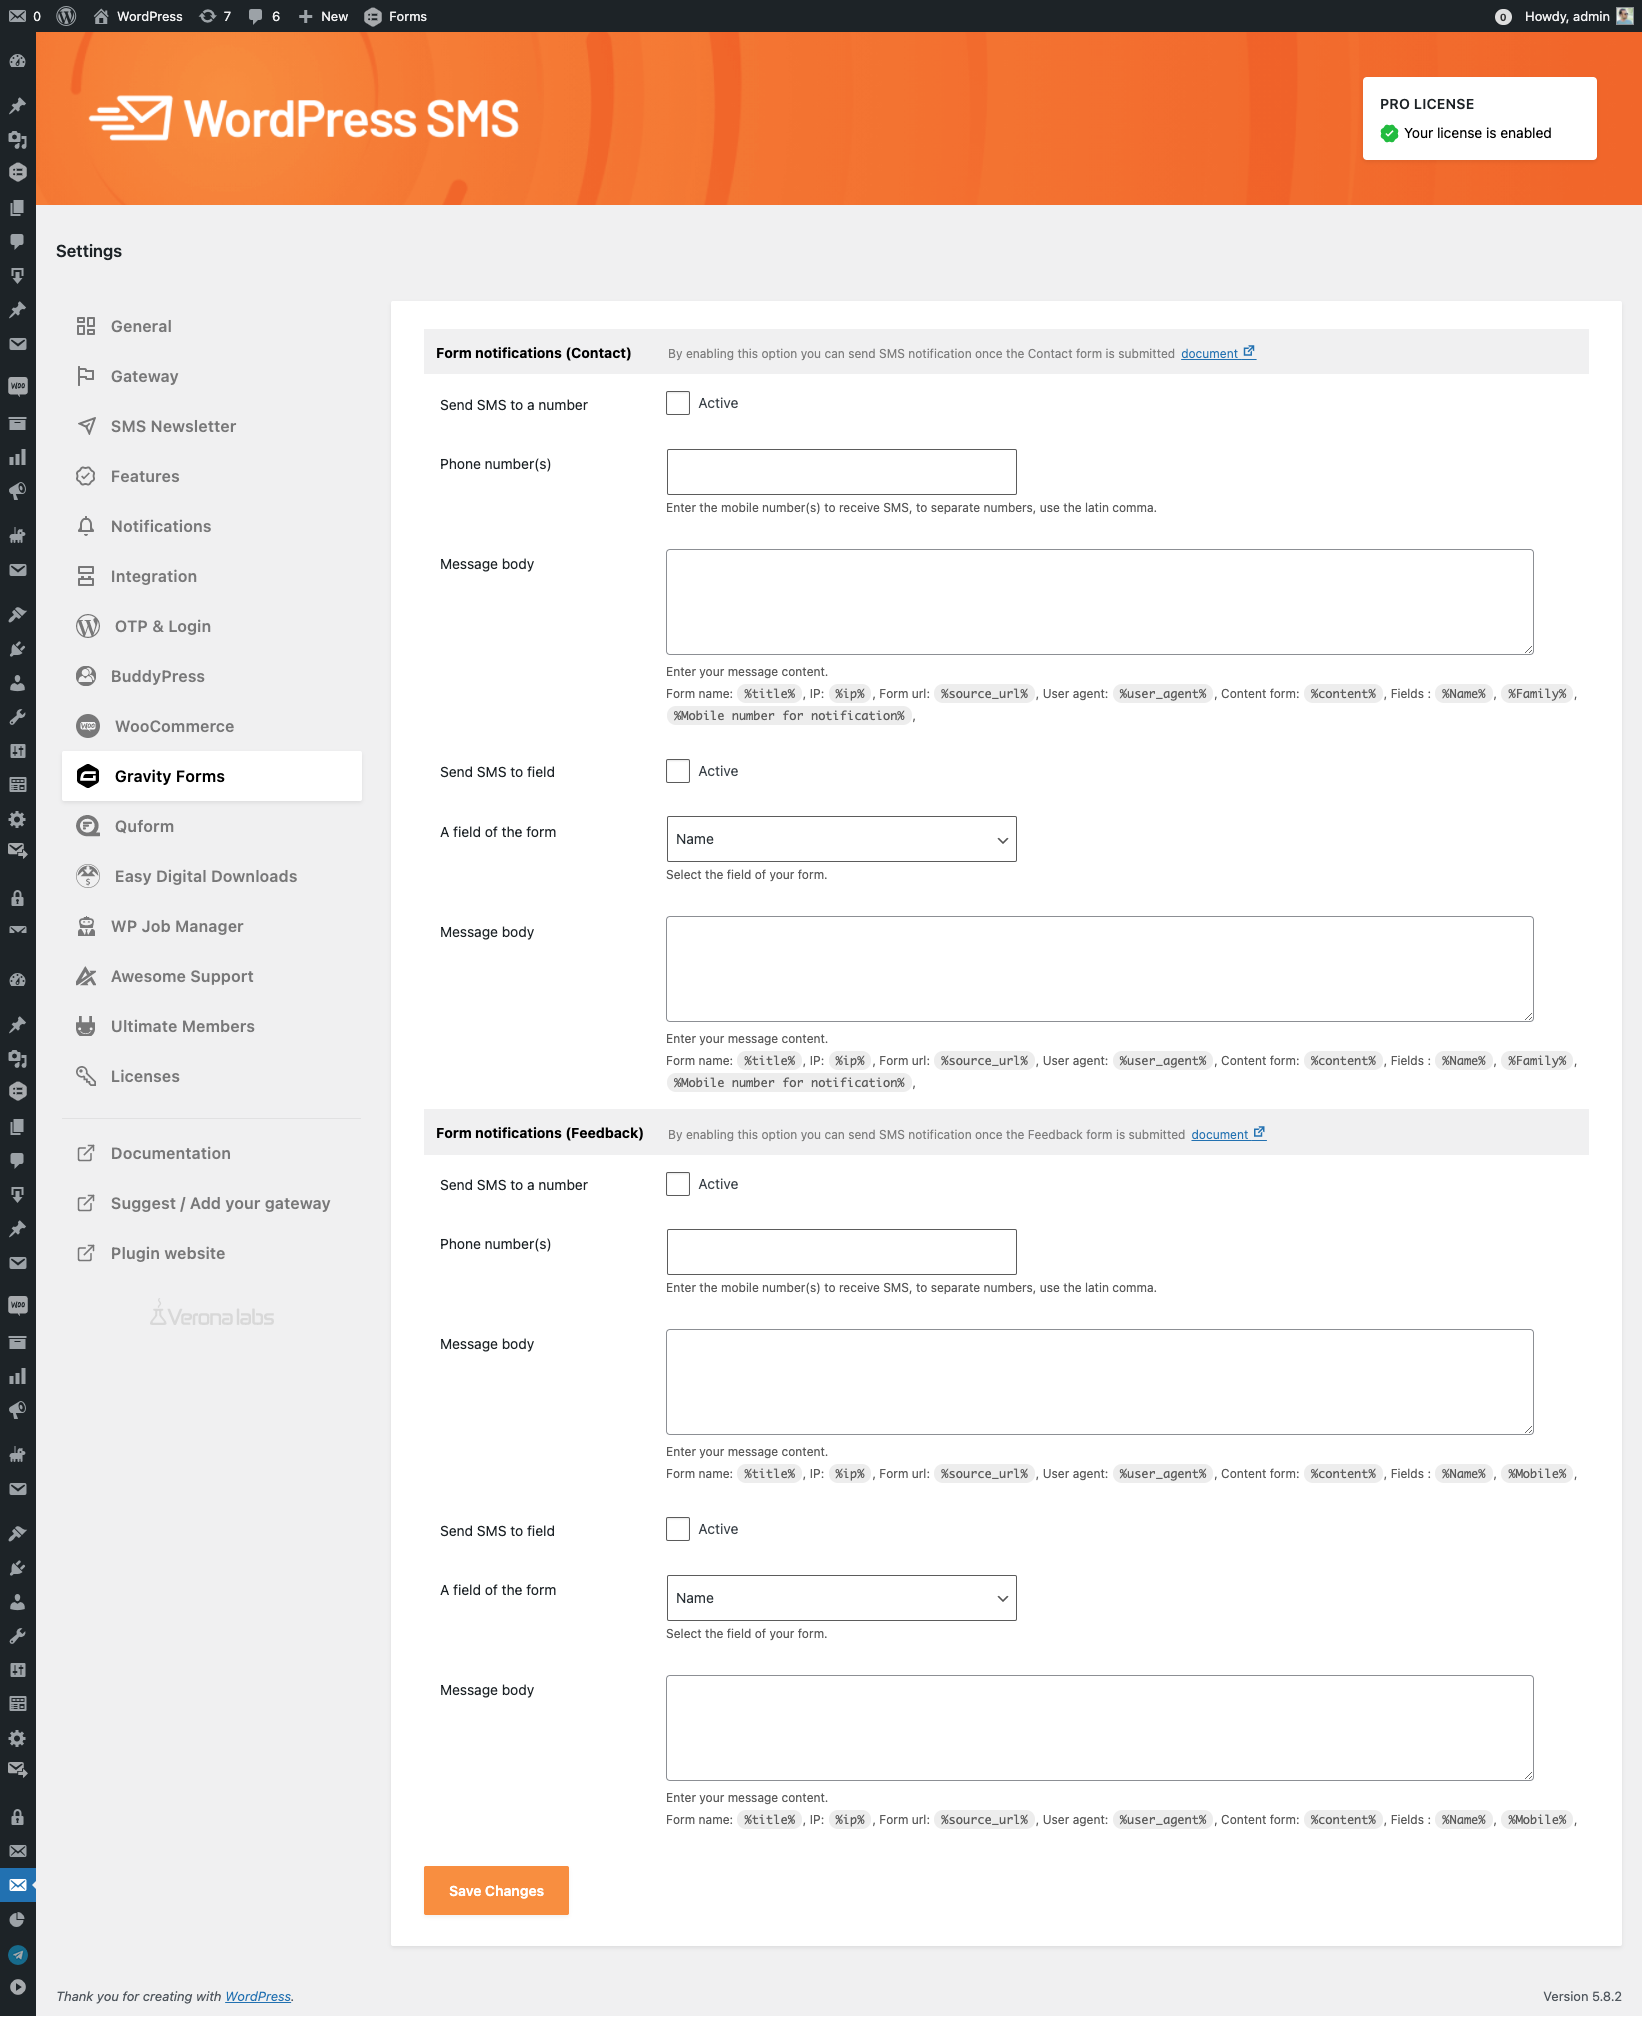 0 WordPress 7 6 New Forms 0 Howdy, admin
WordPress SMS
PRO LICENSE
Your license is enabled
Settings
General
Gateway
SMS Newsletter
Features
Notifications
Integration
OTP & Login
BuddyPress
WooCommerce
Gravity Forms
Quform
Easy Digital Downloads
WP Job Manager
Awesome Support
Ultimate Members
Licenses
Documentation
Suggest / Add your gateway
Plugin website
Verona labs
Form notifications (Contact) By enabling this option you can send SMS notification once the Contact form is submitted document
Send SMS to a number Active
Phone number(s)
Enter the mobile number(s) to receive SMS, to separate numbers, use the latin comma.
Message body
Enter your message content.
Form name: %title% , IP: %ip% , Form url: %source_url% , User agent: %user_agent% , Content form: %content% , Fields : %Name% , %Family% ,
%Mobile number for notification% ,
Send SMS to field Active
A field of the form Name
Select the field of your form.
Message body
Enter your message content.
Form name: %title% , IP: %ip% , Form url: %source_url% , User agent: %user_agent% , Content form: %content% , Fields : %Name% , %Family% ,
%Mobile number for notification% ,
Form notifications (Feedback) By enabling this option you can send SMS notification once the Feedback form is submitted document
Send SMS to a number Active
Phone number(s)
Enter the mobile number(s) to receive SMS, to separate numbers, use the latin comma.
Message body
Enter your message content.
Form name: %title% , IP: %ip% , Form url: %source_url% , User agent: %user_agent% , Content form: %content% , Fields : %Name% , %Mobile% ,
Send SMS to field Active
A field of the form Name
Select the field of your form.
Message body
Enter your message content.
Form name: %title% , IP: %ip% , Form url: %source_url% , User agent: %user_agent% , Content form: %content% , Fields : %Name% , %Mobile% ,
Save Changes
Thank you for creating with WordPress. Version 5.8.2